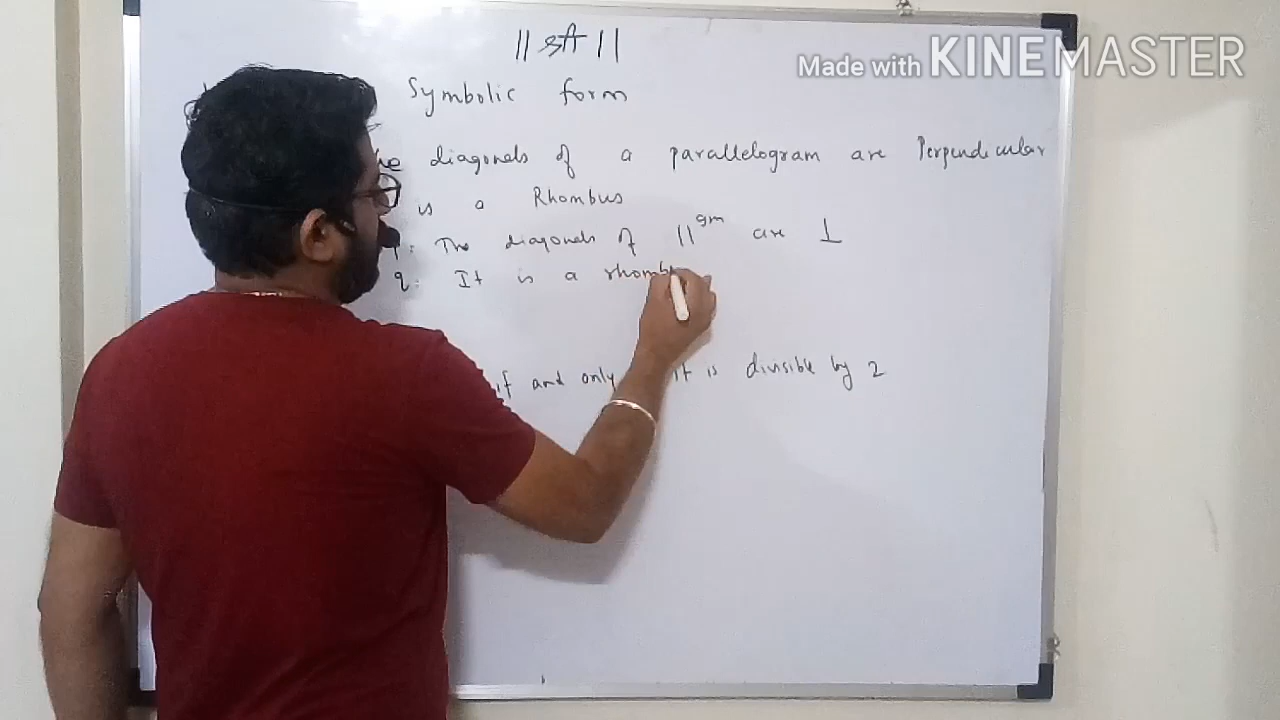 || श्री ||
Made with KINEMASTER
Symbolic form
diagonals of a parallelogram are Perpendicular
is a Rhombus
: The diagonals of ||gm are ⊥
q: It is a rhomb
if and only it is divisible by 2